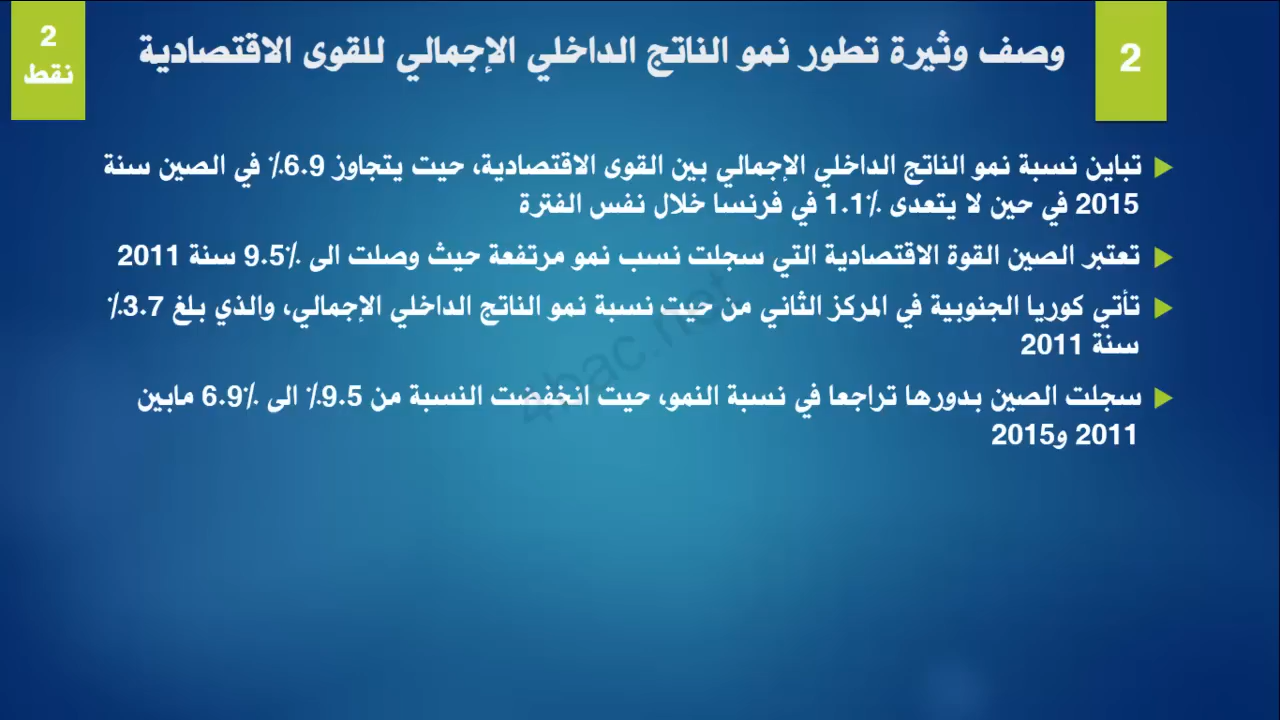 2
وصف وثيرة تطور نمو الناتج الداخلي الإجمالي للقوى الاقتصادية
2
نقط
تباين نسبة نمو الناتج الداخلي الإجمالي بين القوى الاقتصادية، حيت يتجاوز 6.9٪ في الصين سنة
2015 في حين لا يتعدى 1.1٪ في فرنسا خلال نفس الفترة
تعتبر الصين القوة الاقتصادية التي سجلت نسب نمو مرتفعة حيث وصلت الى 9.5٪ سنة 2011
تأتي كوريا الجنوبية في المركز الثاني من حيت نسبة نمو الناتج الداخلي الإجمالي، والذي بلغ 3.7٪
سنة 2011
سجلت الصين بدورها تراجعا في نسبة النمو، حيت انخفضت النسبة من 9.5٪ الى 6.9٪ مابين
2011 و2015
4bac.net